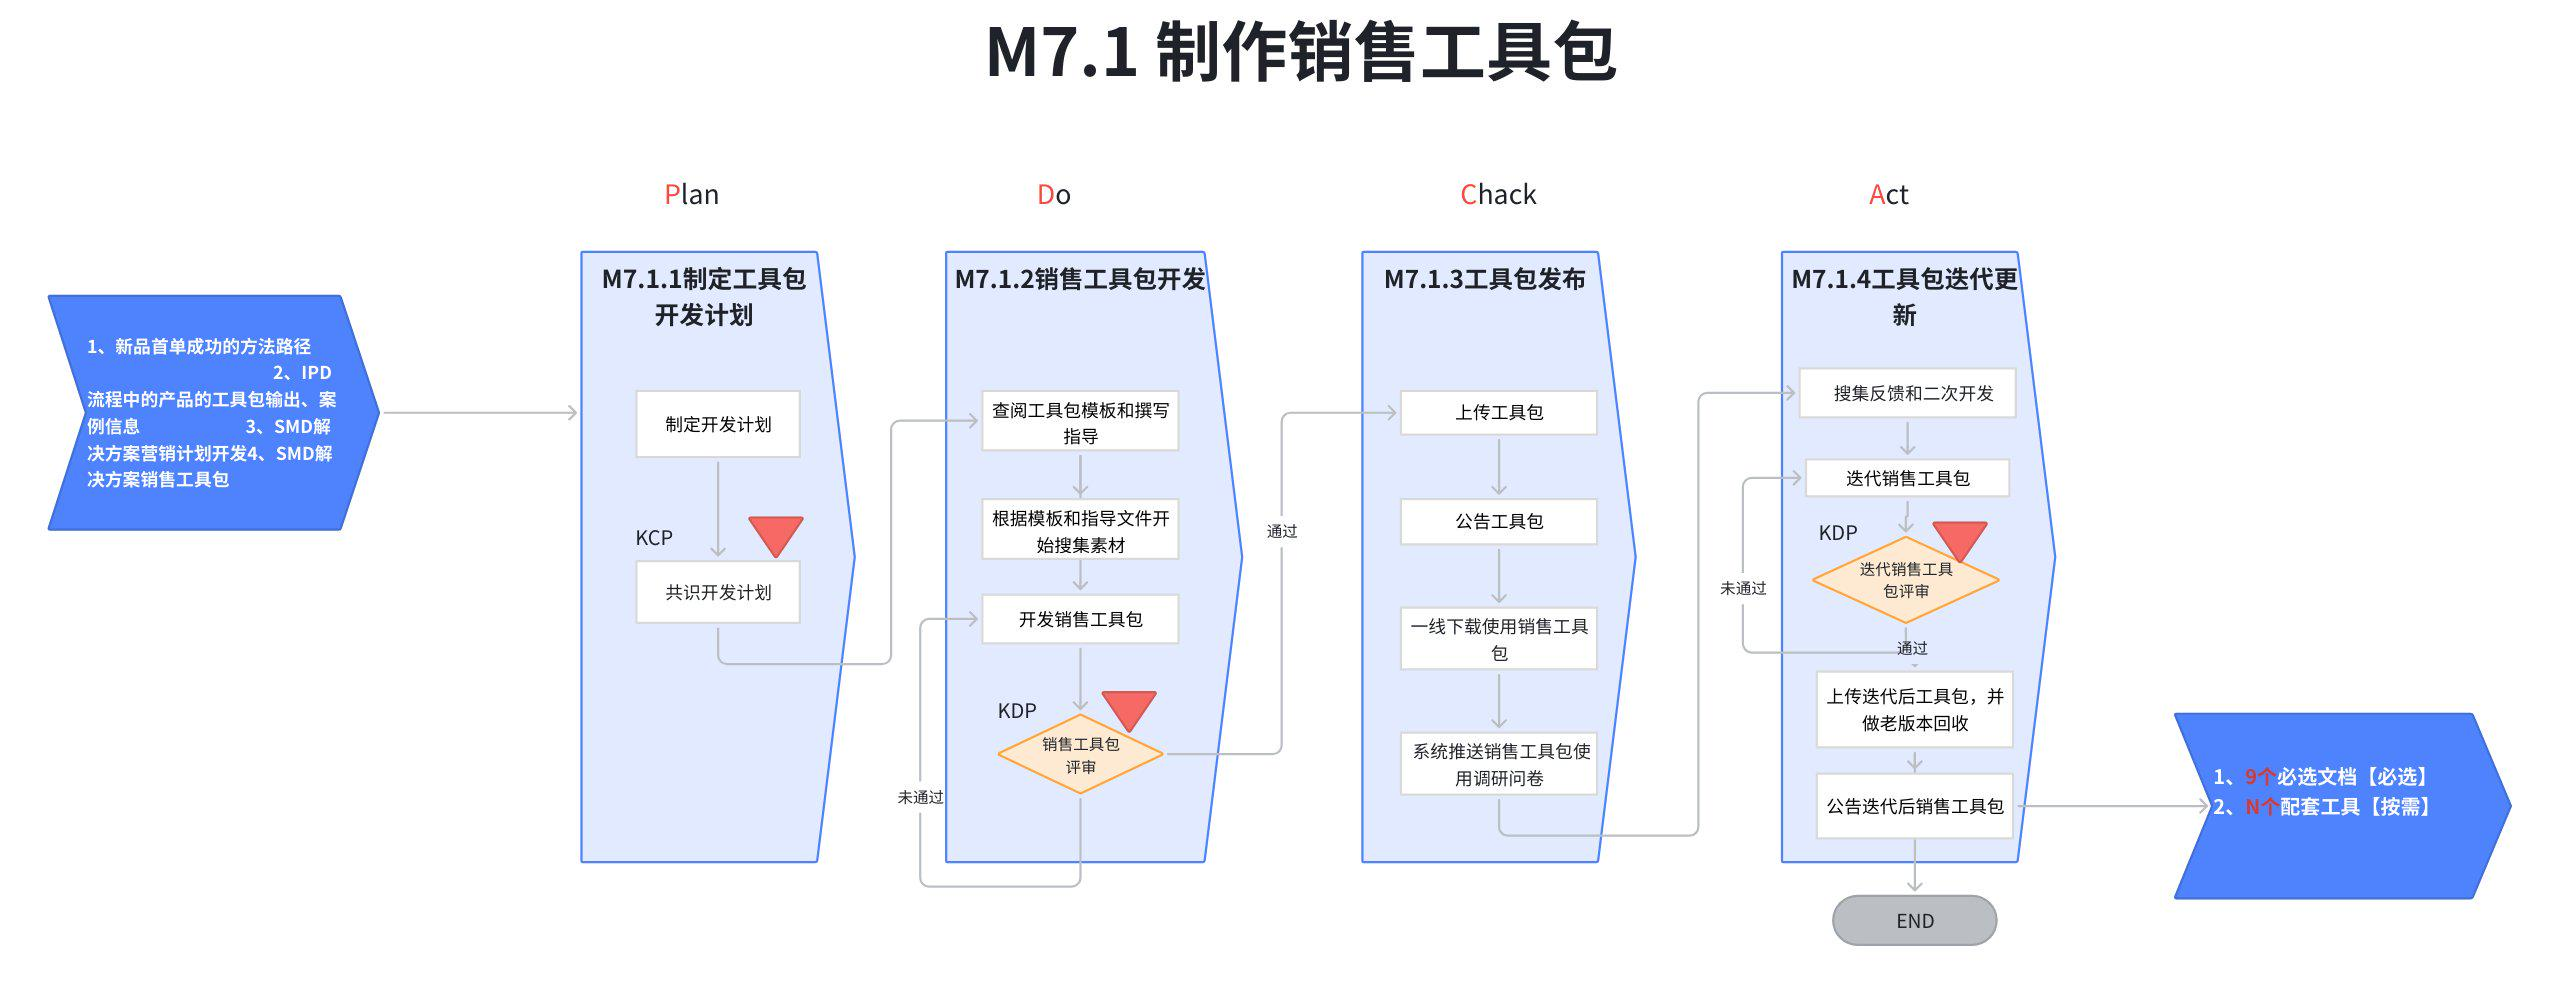 M7.1 制作销售工具包
Plan
Do
Chack
Act
1、新品首单成功的方法路径
2、IPD
流程中的产品的工具包输出、案
例信息 3、SMD解
决方案营销计划开发4、SMD解
决方案销售工具包
M7.1.1制定工具包
开发计划
制定开发计划
KCP
共识开发计划
M7.1.2销售工具包开发
查阅工具包模板和撰写
指导
根据模板和指导文件开
始搜集素材
开发销售工具包
KDP
销售工具包
评审
未通过
通过
M7.1.3工具包发布
上传工具包
公告工具包
一线下载使用销售工具
包
系统推送销售工具包使
用调研问卷
M7.1.4工具包迭代更
新
搜集反馈和二次开发
迭代销售工具包
KDP
迭代销售工具
包评审
未通过
通过
上传迭代后工具包，并
做老版本回收
公告迭代后销售工具包
END
1、9个必选文档【必选】
2、N个配套工具【按需】